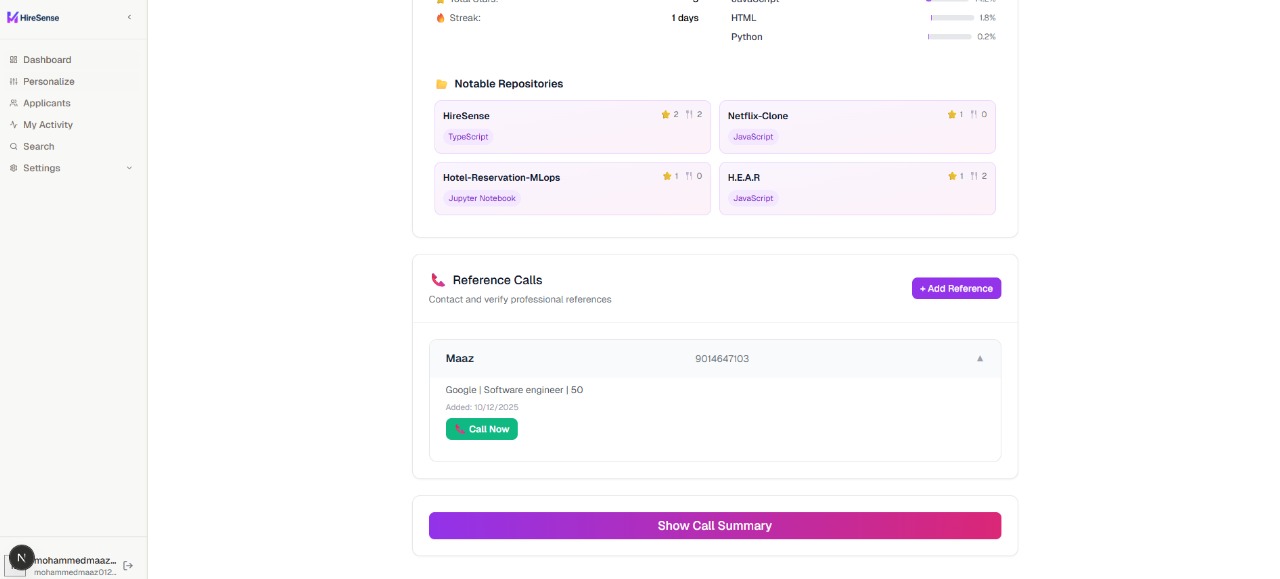 HireSense
Dashboard
Personalize
Applicants
My Activity
Search
Settings
N
mohammedmaaz...
mohammedmaaz012...
Streak:
1 days
HTML
1.8%
Python
0.2%
Notable Repositories
HireSense
2
2
TypeScript
Netflix-Clone
1
0
JavaScript
Hotel-Reservation-MLops
1
0
Jupyter Notebook
H.E.A.R
1
2
JavaScript
Reference Calls
Contact and verify professional references
+ Add Reference
Maaz
9014647103
Google | Software engineer | 50
Added: 10/12/2025
Call Now
Show Call Summary